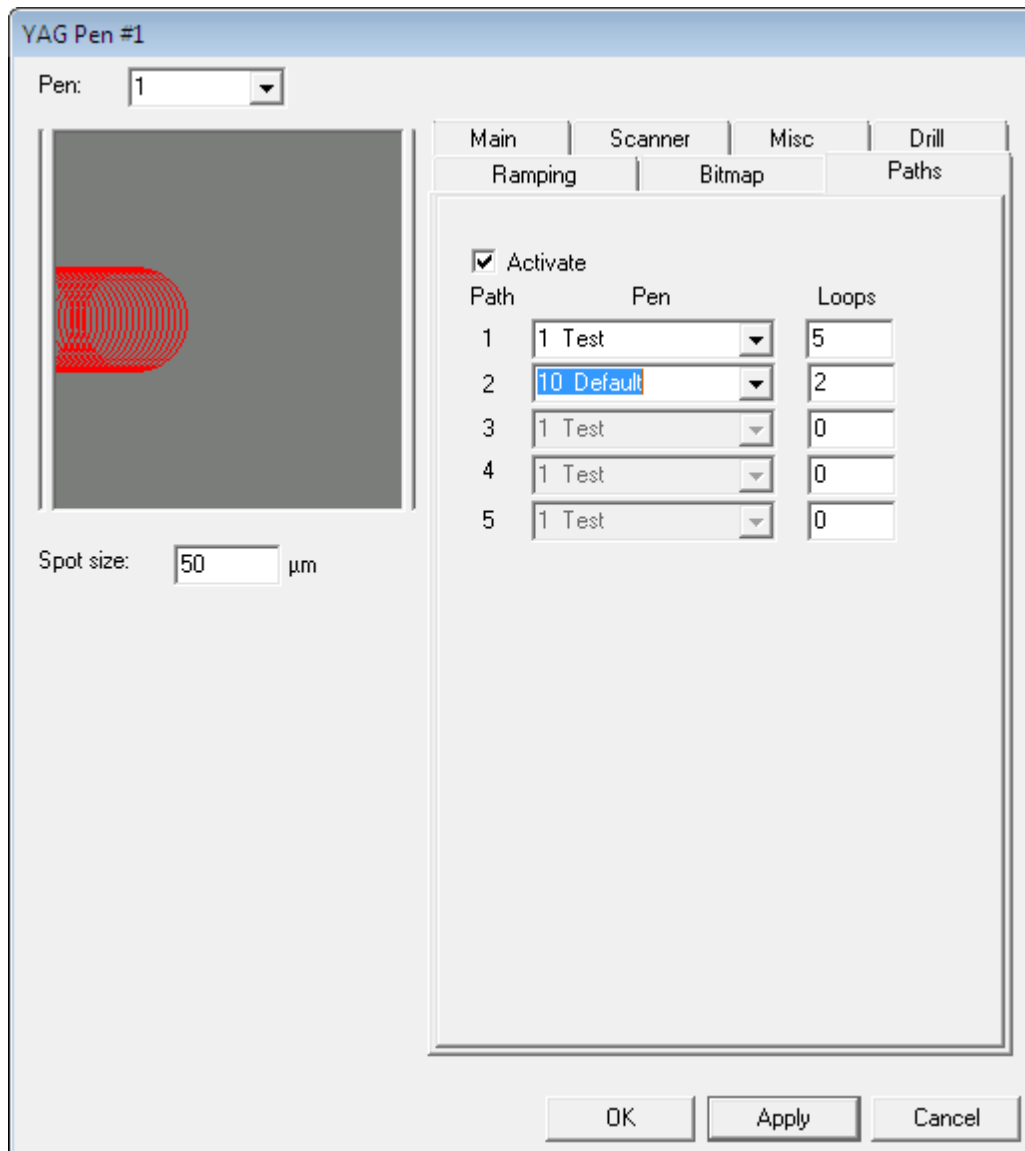 YAG Pen #1
Pen: 1
Main Scanner Misc Drill
Ramping Bitmap Paths
Activate
Path Pen Loops
1 1 Test 5
2 10 Default 2
3 1 Test 0
4 1 Test 0
5 1 Test 0
Spot size: 50 µm
OK Apply Cancel